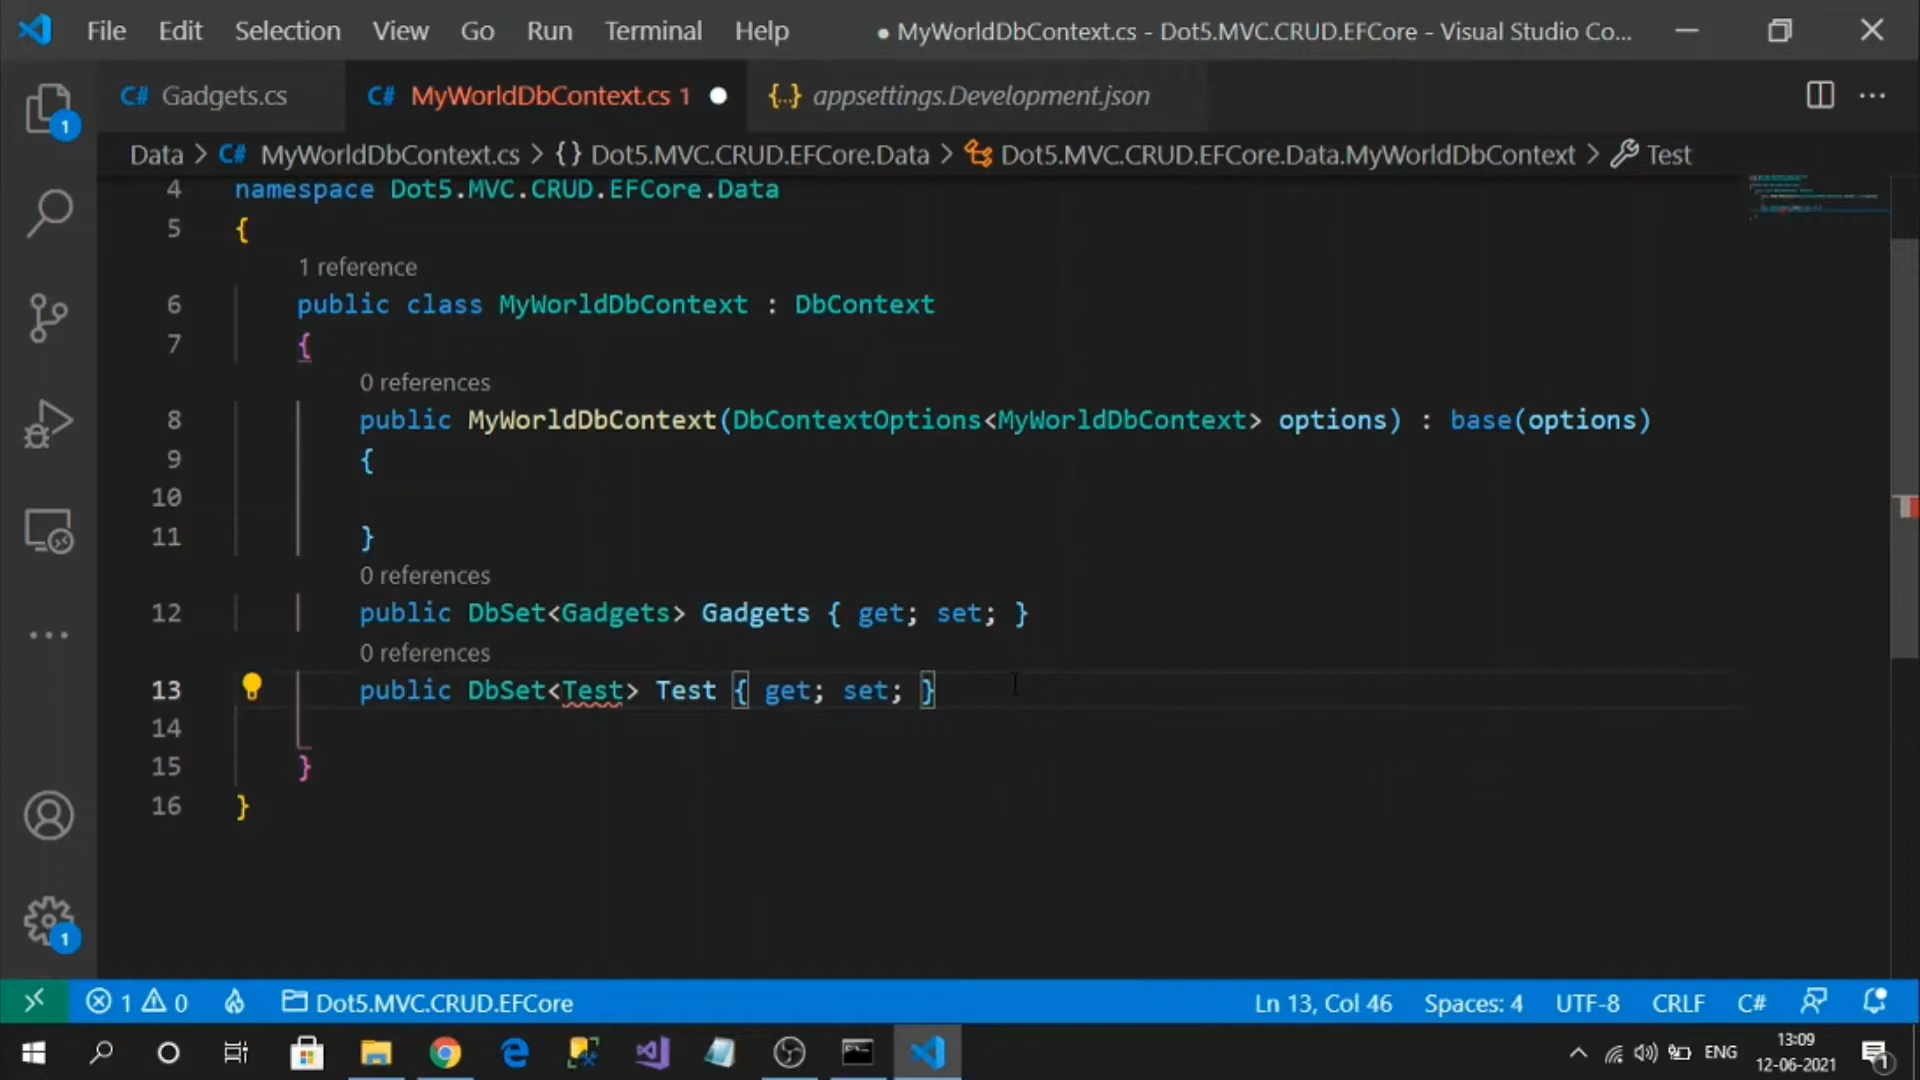 File Edit Selection View Go Run Terminal Help ● MyWorldDbContext.cs - Dot5.MVC.CRUD.EFCore - Visual Studio Co...
C# Gadgets.cs C# MyWorldDbContext.cs 1 ● {..} appsettings.Development.json ...
Data > C# MyWorldDbContext.cs > {} Dot5.MVC.CRUD.EFCore.Data > Dot5.MVC.CRUD.EFCore.Data.MyWorldDbContext > Test
4 namespace Dot5.MVC.CRUD.EFCore.Data
5 {
1 reference
6 public class MyWorldDbContext : DbContext
7 {
0 references
8 public MyWorldDbContext(DbContextOptions<MyWorldDbContext> options) : base(options)
9 {
10
11 }
0 references
12 public DbSet<Gadgets> Gadgets { get; set; }
0 references
13 public DbSet<Test> Test { get; set; }
14
15 }
16 }
1
1
1 0 Dot5.MVC.CRUD.EFCore Ln 13, Col 46 Spaces: 4 UTF-8 CRLF C#
ENG 13:09 1
12-06-2021